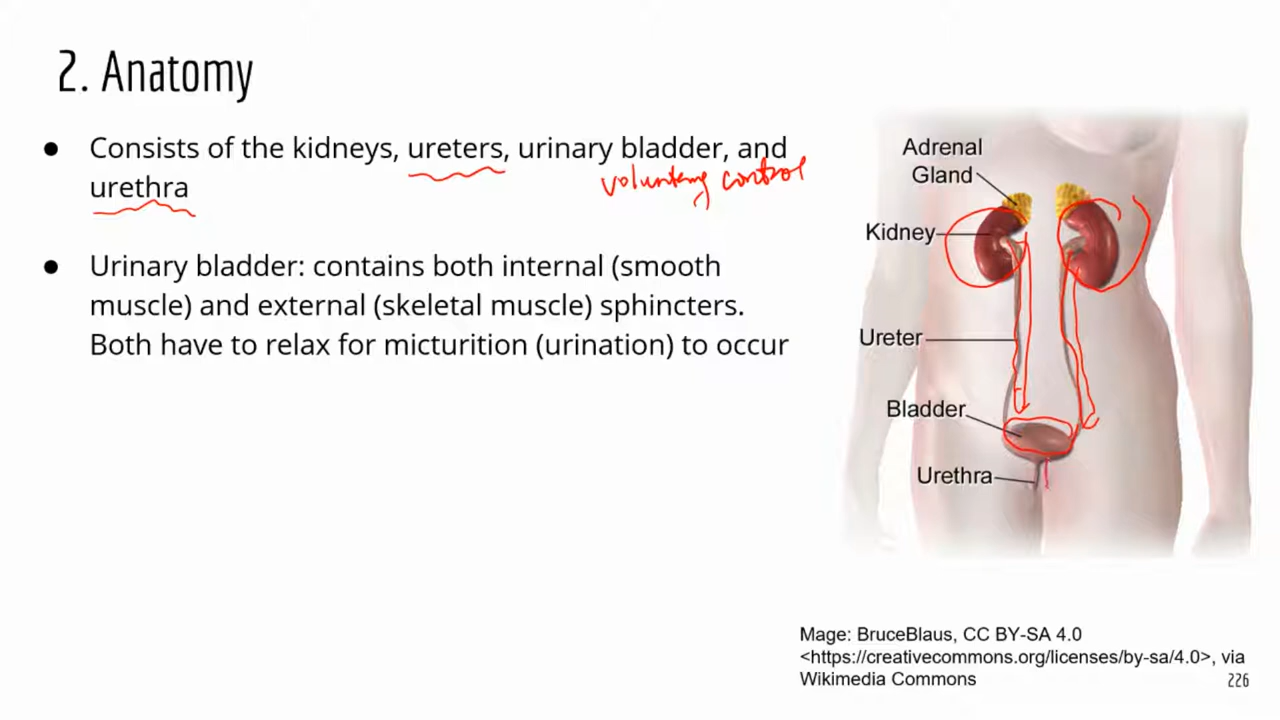 2. Anatomy
● Consists of the kidneys, ureters, urinary bladder, and
urethra
voluntary control
● Urinary bladder: contains both internal (smooth
muscle) and external (skeletal muscle) sphincters.
Both have to relax for micturition (urination) to occur
Adrenal
Gland
Kidney
Ureter
Bladder
Urethra
Mage: BruceBlaus, CC BY-SA 4.0
<https://creativecommons.org/licenses/by-sa/4.0>, via
Wikimedia Commons
226